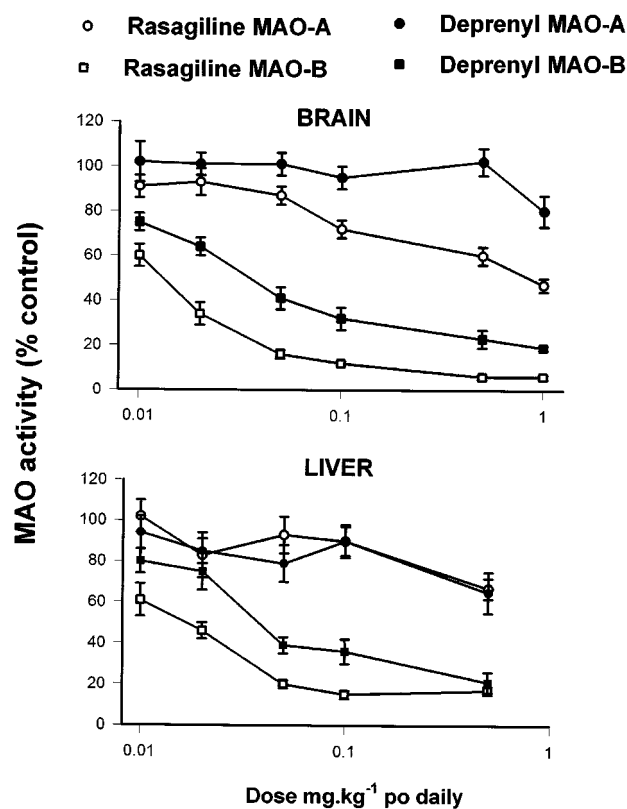 Rasagiline MAO-A
Deprenyl MAO-A
Rasagiline MAO-B
Deprenyl MAO-B
BRAIN
120
100
80
60
40
20
0
0.01
0.1
1
MAO activity (% control)
LIVER
120
100
80
60
40
20
0
0.01
0.1
1
Dose mg.kg⁻¹ po daily